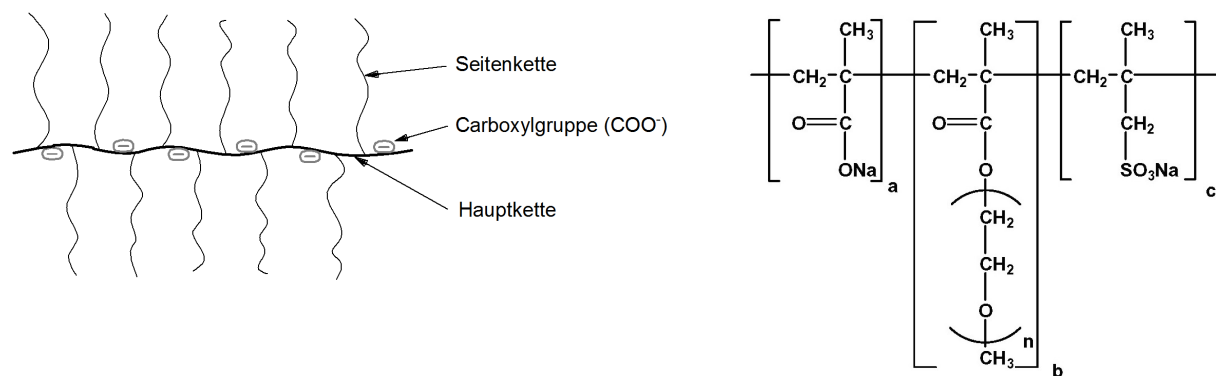 Seitenkette
Carboxylgruppe (COO⁻)
Hauptkette
CH₃ CH₃ CH₃
CH₂ C CH₂ C CH₂ C
O C O C CH₂
ONa O SO₃Na
a c
CH₂
CH₂
O
n
CH₃
b